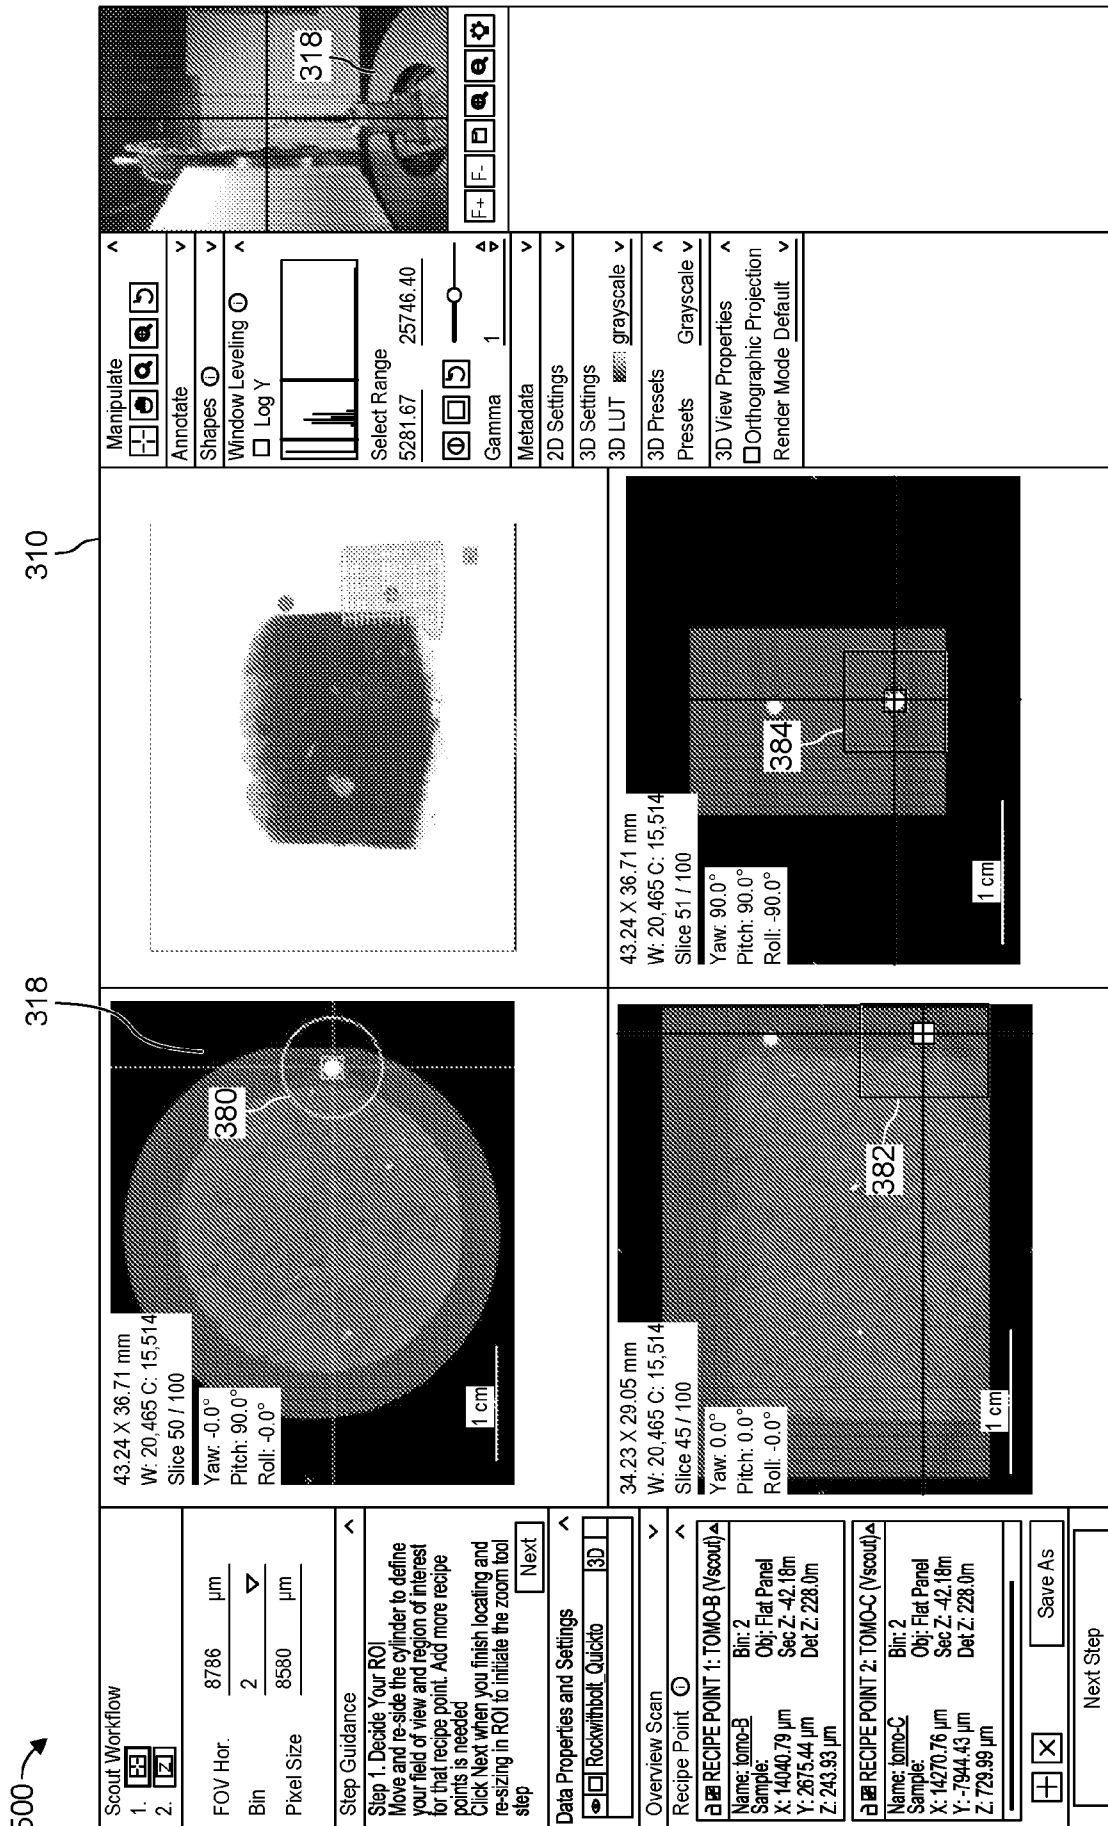 500
310
318
Scout Workflow
1.
2.
FOV Hor. 8786 µm
Bin 2
Pixel Size 8580 µm
Step Guidance
Step 1. Decide Your ROI
Move and re-side the cylinder to define
your field of view and region of interest
for that recipe point. Add more recipe
points is needed
Click Next when you finish locating and
re-sizing in ROI to initiate the zoom tool
step
Next
Data Properties and Settings
Rockwithbolt_Quickto 3D
Overview Scan
Recipe Point
RECIPE POINT 1: TOMO-B (Vscout)
Name: tomo-B Bin: 2
Sample: Obj: Flat Panel
X: 14040.79 µm Sec Z: -42.18m
Y: 2675.44 µm Det Z: 228.0m
Z: 243.93 µm
RECIPE POINT 2: TOMO-C (Vscout)
Name: tomo-C Bin: 2
Sample: Obj: Flat Panel
X: 14270.76 µm Sec Z: -42.18m
Y: -7944.43 µm Det Z: 228.0m
Z: 729.99 µm
Save As
Next Step
43.24 X 36.71 mm
W: 20,465 C: 15,514
Slice 50 / 100
Yaw: -0.0°
Pitch: 90.0°
Roll: -0.0°
1 cm
380
34.23 X 29.05 mm
W: 20,465 C: 15,514
Slice 45 / 100
Yaw: 0.0°
Pitch: 0.0°
Roll: -0.0°
1 cm
382
43.24 X 36.71 mm
W: 20,465 C: 15,514
Slice 51 / 100
Yaw: 90.0°
Pitch: 90.0°
Roll: -90.0°
1 cm
384
Manipulate
Annotate
Shapes
Window Leveling
Log Y
Select Range
5281.67 25746.40
Gamma 1
Metadata
2D Settings
3D Settings
3D LUT grayscale
3D Presets
Presets Grayscale
3D View Properties
Orthographic Projection
Render Mode Default
318
F+ F-